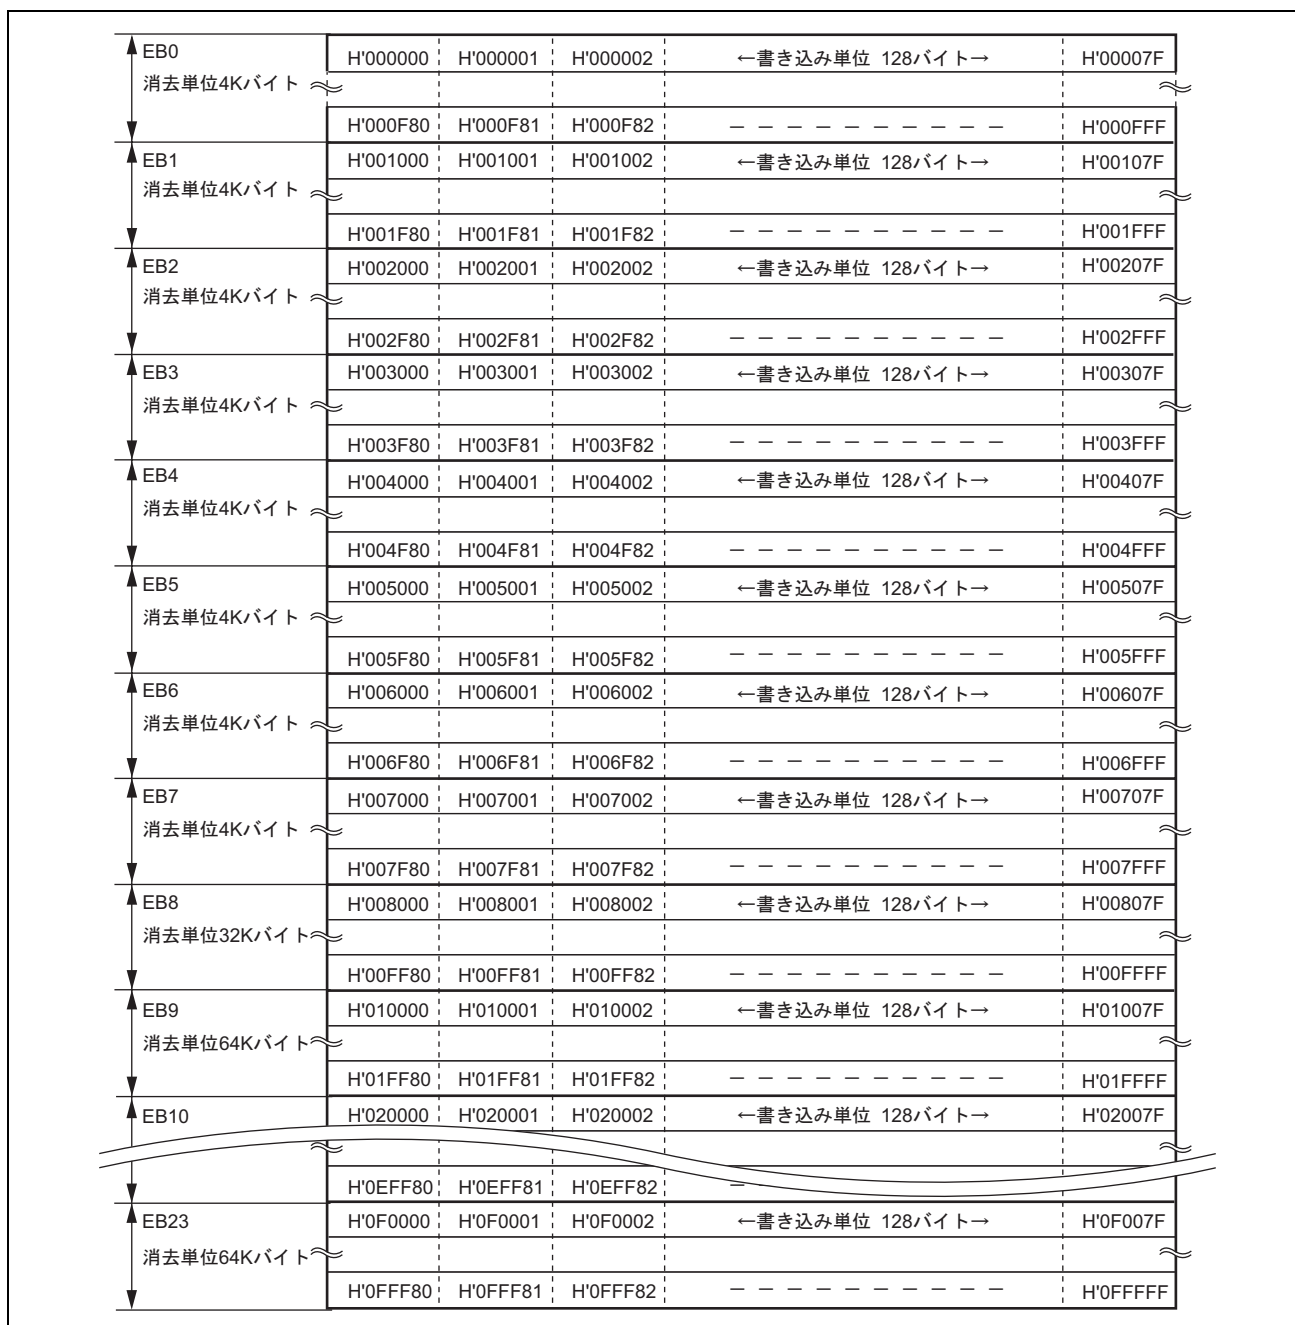 EB0 H'000000 H'000001 H'000002 ←書き込み単位 128バイト→ H'00007F
消去単位4Kバイト
H'000F80 H'000F81 H'000F82 – – – – – – – – – – H'000FFF
EB1 H'001000 H'001001 H'001002 ←書き込み単位 128バイト→ H'00107F
消去単位4Kバイト
H'001F80 H'001F81 H'001F82 – – – – – – – – – – H'001FFF
EB2 H'002000 H'002001 H'002002 ←書き込み単位 128バイト→ H'00207F
消去単位4Kバイト
H'002F80 H'002F81 H'002F82 – – – – – – – – – – H'002FFF
EB3 H'003000 H'003001 H'003002 ←書き込み単位 128バイト→ H'00307F
消去単位4Kバイト
H'003F80 H'003F81 H'003F82 – – – – – – – – – – H'003FFF
EB4 H'004000 H'004001 H'004002 ←書き込み単位 128バイト→ H'00407F
消去単位4Kバイト
H'004F80 H'004F81 H'004F82 – – – – – – – – – – H'004FFF
EB5 H'005000 H'005001 H'005002 ←書き込み単位 128バイト→ H'00507F
消去単位4Kバイト
H'005F80 H'005F81 H'005F82 – – – – – – – – – – H'005FFF
EB6 H'006000 H'006001 H'006002 ←書き込み単位 128バイト→ H'00607F
消去単位4Kバイト
H'006F80 H'006F81 H'006F82 – – – – – – – – – – H'006FFF
EB7 H'007000 H'007001 H'007002 ←書き込み単位 128バイト→ H'00707F
消去単位4Kバイト
H'007F80 H'007F81 H'007F82 – – – – – – – – – – H'007FFF
EB8 H'008000 H'008001 H'008002 ←書き込み単位 128バイト→ H'00807F
消去単位32Kバイト
H'00FF80 H'00FF81 H'00FF82 – – – – – – – – – – H'00FFFF
EB9 H'010000 H'010001 H'010002 ←書き込み単位 128バイト→ H'01007F
消去単位64Kバイト
H'01FF80 H'01FF81 H'01FF82 – – – – – – – – – – H'01FFFF
EB10 H'020000 H'020001 H'020002 ←書き込み単位 128バイト→ H'02007F
H'0EFF80 H'0EFF81 H'0EFF82 – –
EB23 H'0F0000 H'0F0001 H'0F0002 ←書き込み単位 128バイト→ H'0F007F
消去単位64Kバイト
H'0FFF80 H'0FFF81 H'0FFF82 – – – – – – – – – – H'0FFFFF